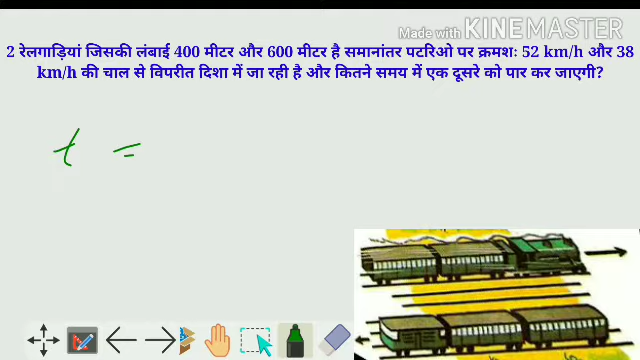 Made with KINEMASTER
2 रेलगाड़ियां जिसकी लंबाई 400 मीटर और 600 मीटर है समानांतर पटरिओ पर क्रमशः 52 km/h और 38
km/h की चाल से विपरीत दिशा में जा रही है और कितने समय में एक दूसरे को पार कर जाएगी?
t =